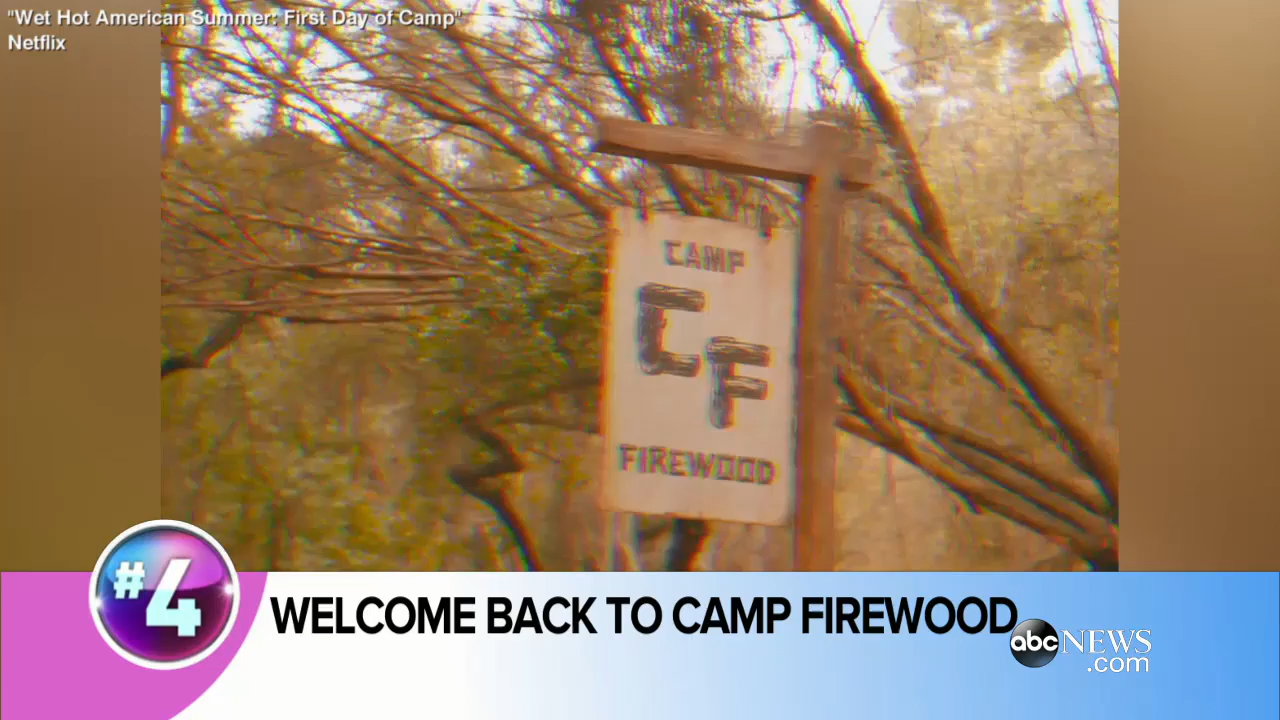 "Wet Hot American Summer: First Day of Camp"
Netflix
CAMP
CF
FIREWOOD
#4
WELCOME BACK TO CAMP FIREWOOD
abc NEWS
.com